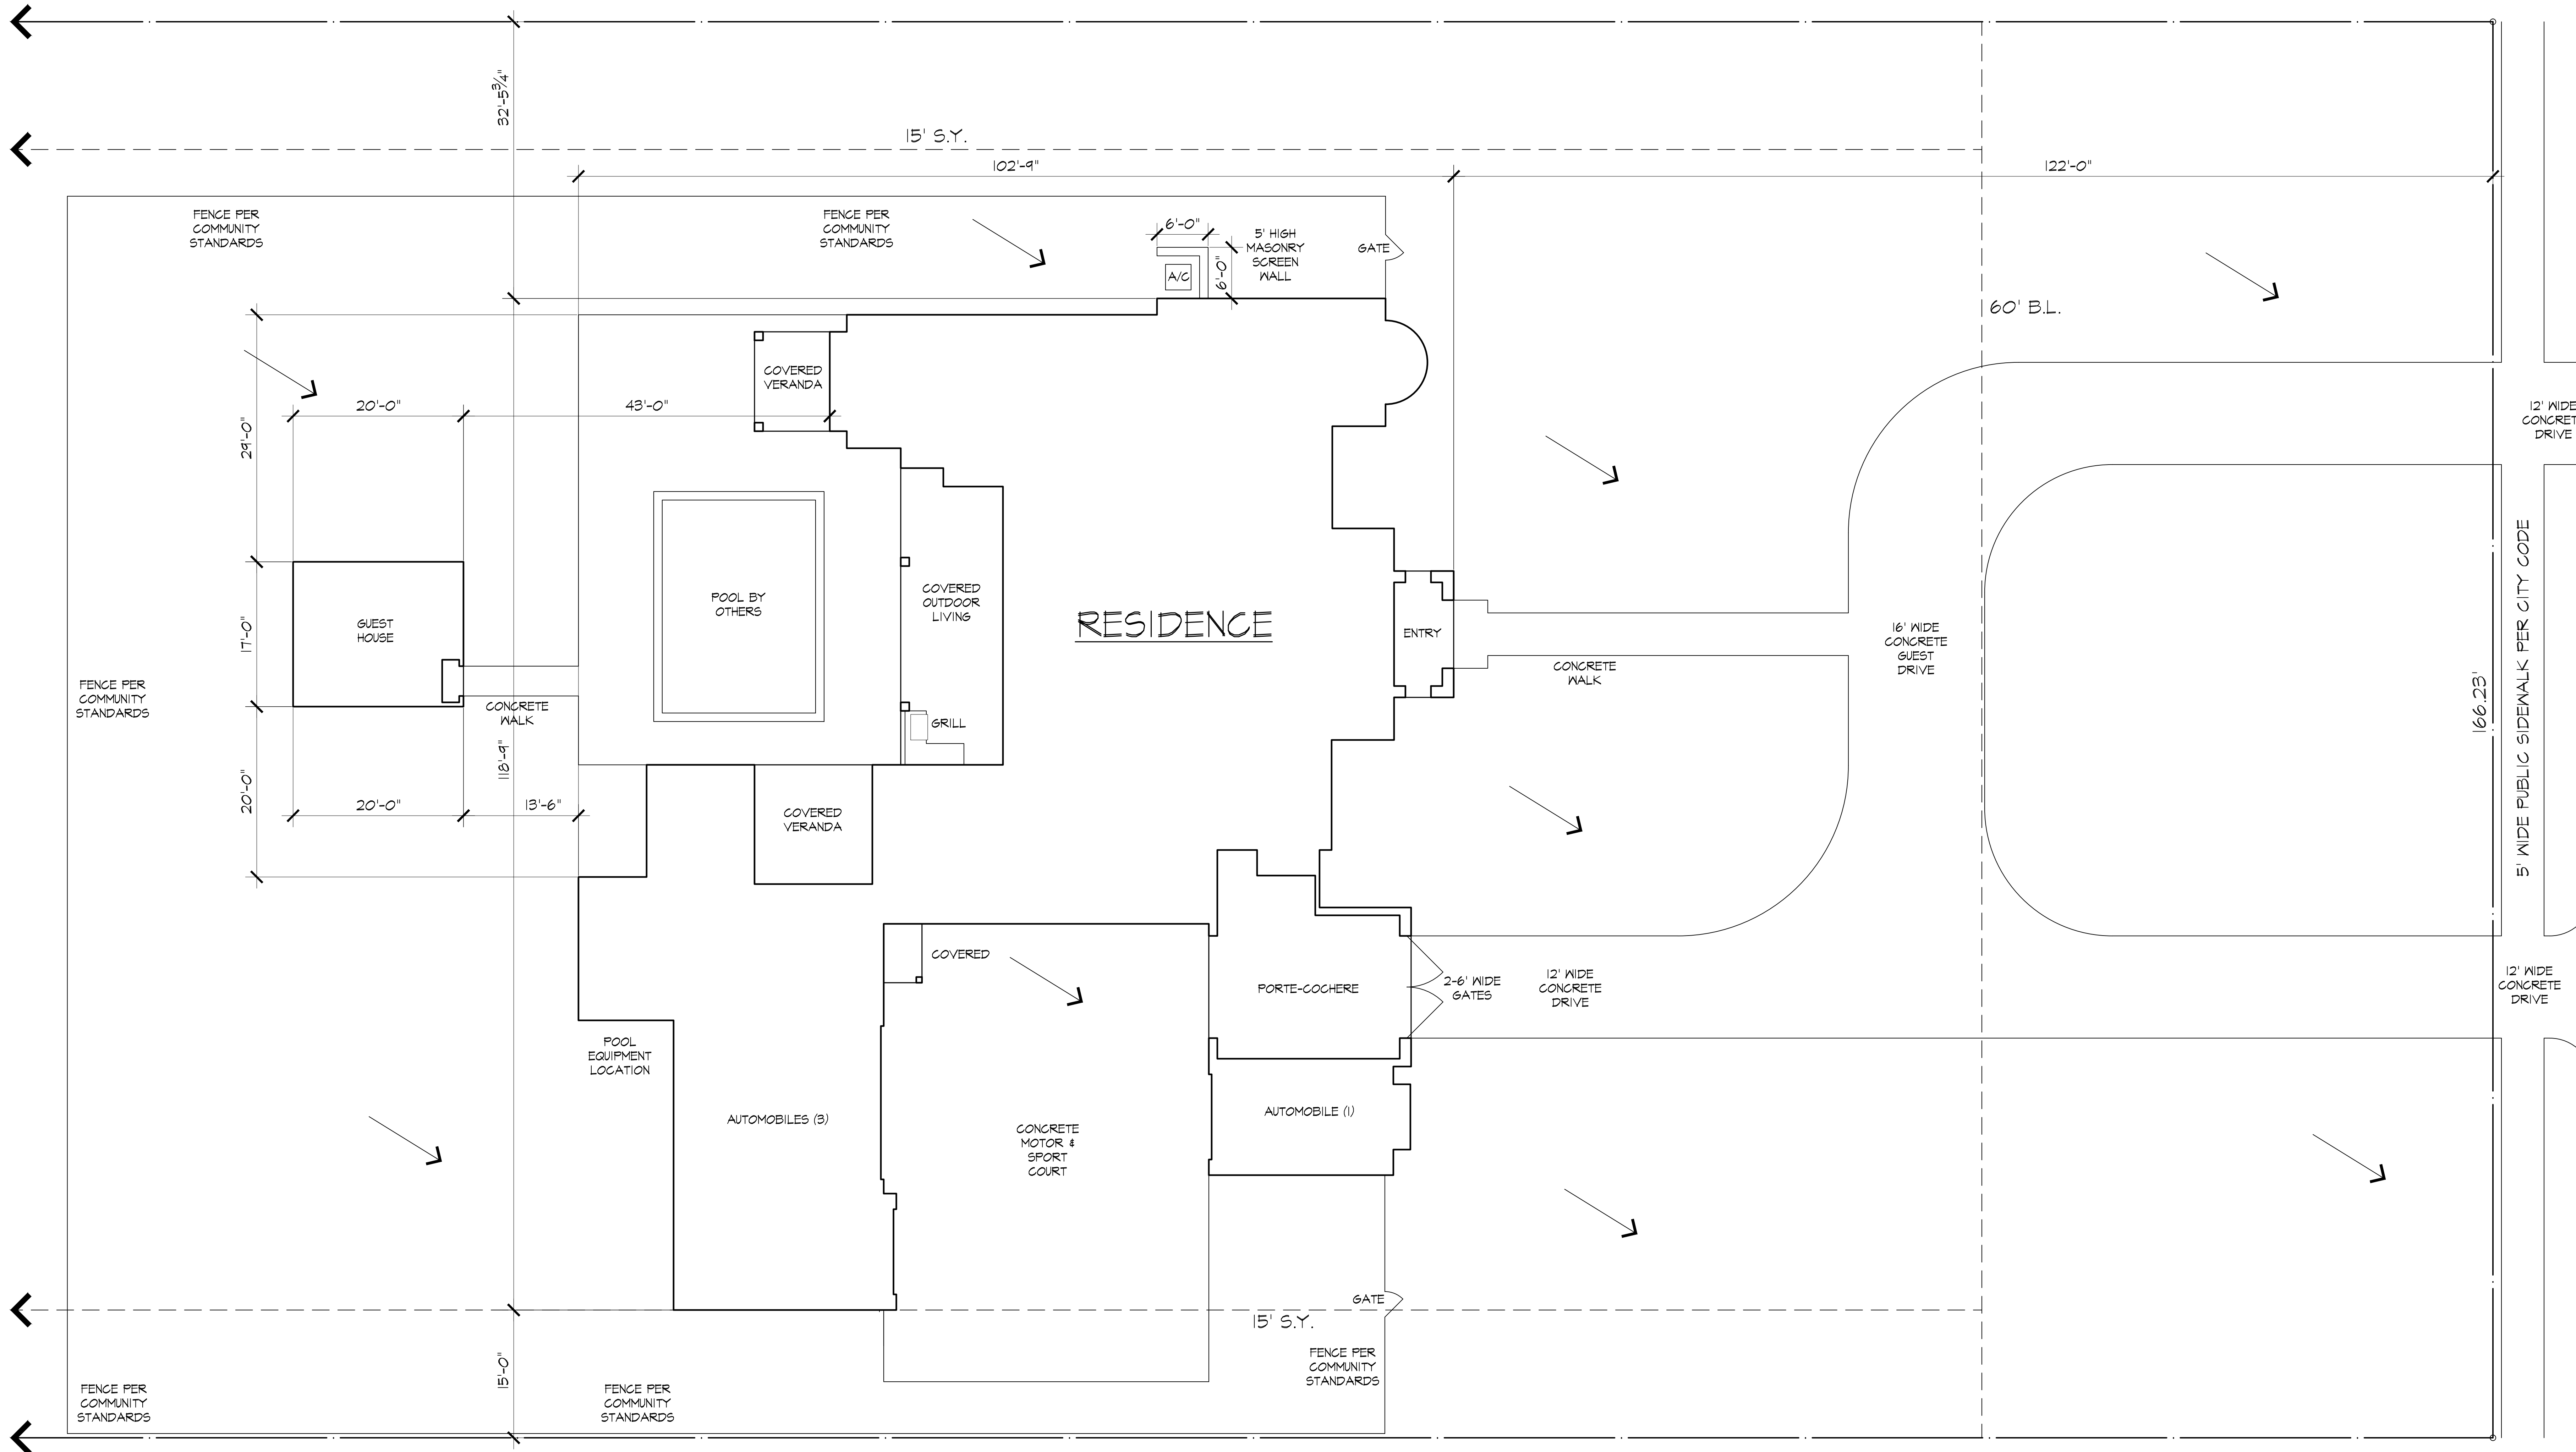 32'-5¾"
15' S.Y.
102'-9"
122'-0"
FENCE PER
COMMUNITY
STANDARDS
FENCE PER
COMMUNITY
STANDARDS
6'-0"
5' HIGH
MASONRY
SCREEN
WALL
GATE
A/C
6'-0"
60' B.L.
COVERED
VERANDA
20'-0"
43'-0"
29'-0"
12' WIDE
CONCRET
DRIVE
POOL BY
OTHERS
COVERED
OUTDOOR
LIVING
RESIDENCE
ENTRY
GUEST
HOUSE
17'-0"
16' WIDE
CONCRETE
GUEST
DRIVE
CONCRETE
WALK
5' WIDE PUBLIC SIDEWALK PER CITY CODE
166.23'
FENCE PER
COMMUNITY
STANDARDS
CONCRETE
WALK
GRILL
118'-9"
20'-0"
20'-0"
13'-6"
COVERED
VERANDA
COVERED
PORTE-COCHERE
2-6' WIDE
GATES
12' WIDE
CONCRETE
DRIVE
12' WIDE
CONCRETE
DRIVE
POOL
EQUIPMENT
LOCATION
AUTOMOBILES (3)
AUTOMOBILE (1)
CONCRETE
MOTOR &
SPORT
COURT
GATE
15' S.Y.
15'-0"
FENCE PER
COMMUNITY
STANDARDS
FENCE PER
COMMUNITY
STANDARDS
FENCE PER
COMMUNITY
STANDARDS